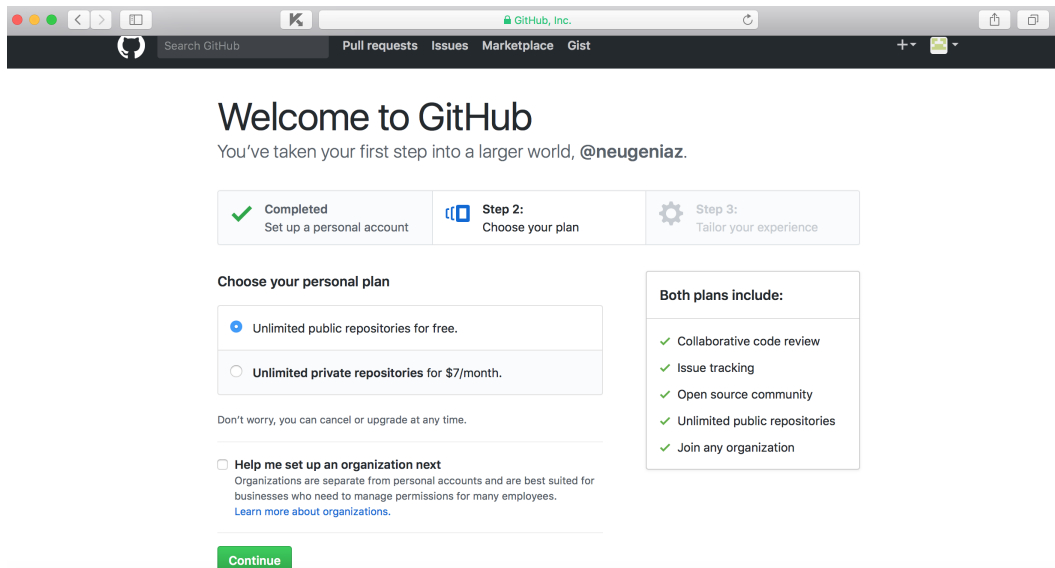 GitHub, Inc.
Search GitHub
Pull requests Issues Marketplace Gist
Welcome to GitHub
You've taken your first step into a larger world, @neugeniaz.
Completed
Set up a personal account
Step 2:
Choose your plan
Step 3:
Tailor your experience
Choose your personal plan
Unlimited public repositories for free.
Unlimited private repositories for $7/month.
Don't worry, you can cancel or upgrade at any time.
Help me set up an organization next
Organizations are separate from personal accounts and are best suited for
businesses who need to manage permissions for many employees.
Learn more about organizations.
Continue
Both plans include:
Collaborative code review
Issue tracking
Open source community
Unlimited public repositories
Join any organization